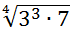 ∜(3³ · 7)